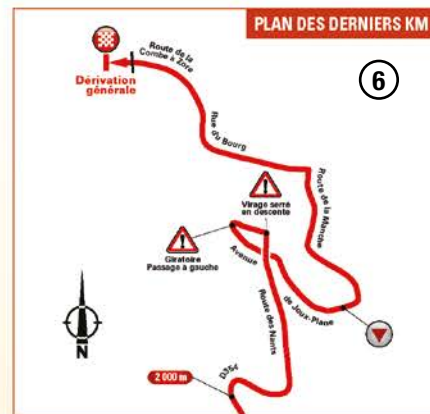 PLAN DES DERNIERS KM
6
Route de la
Combe à Zore
Dérivation
générale
Rue du Bourg
Virage serré
en descente
Route de la Manche
Giratoire
Passage à gauche
Avenue
de Joux-Plane
Route des Nants
N
2 000 m
D354